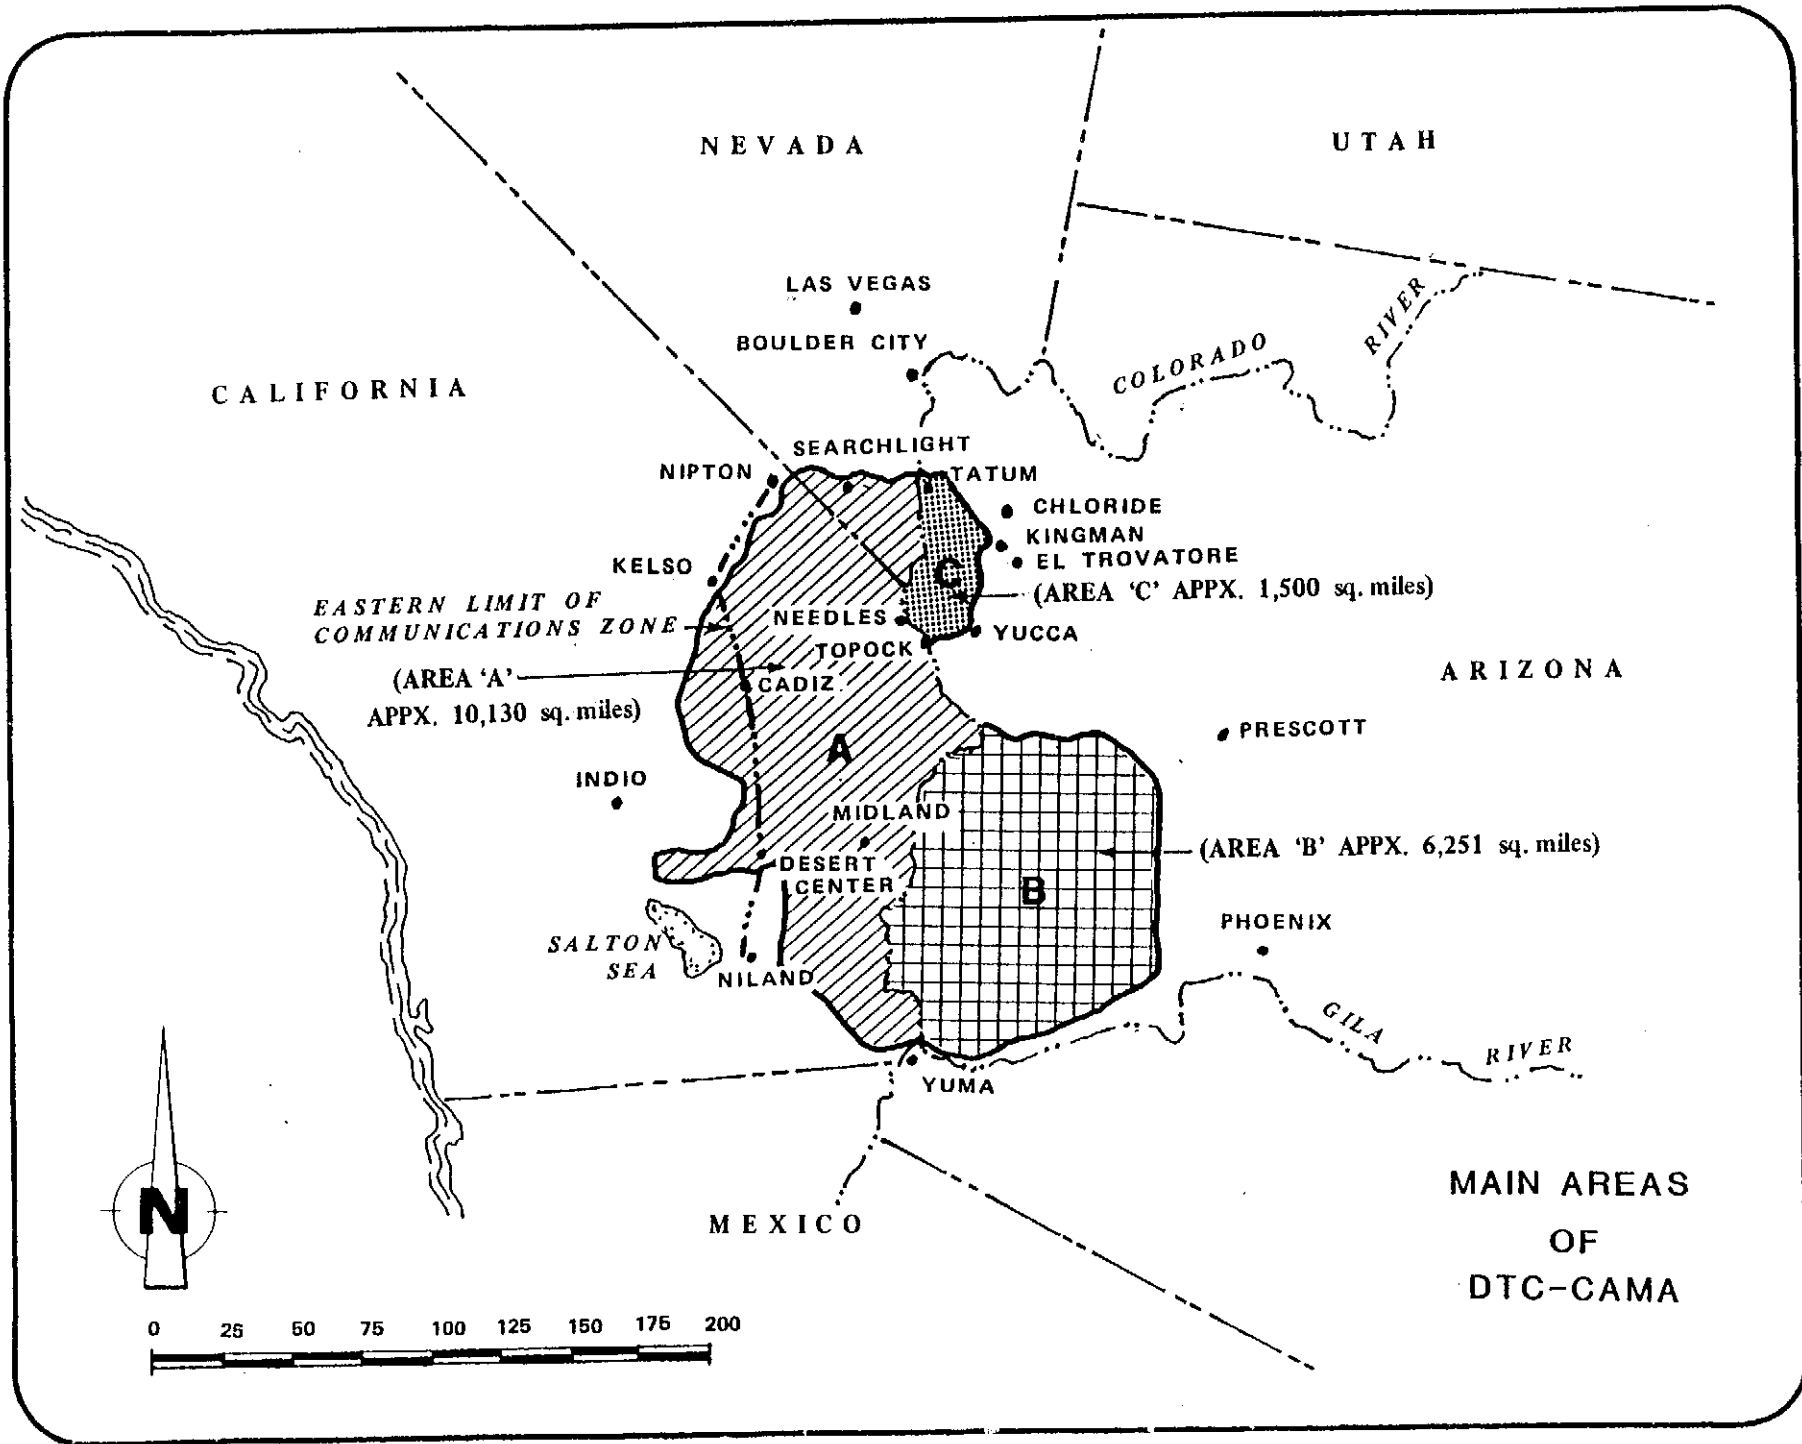 NEVADA
UTAH
LAS VEGAS
BOULDER CITY
COLORADO
RIVER
CALIFORNIA
SEARCHLIGHT
NIPTON
TATUM
CHLORIDE
KINGMAN
EL TROVATORE
KELSO
C
(AREA 'C' APPX. 1,500 sq. miles)
EASTERN LIMIT OF
COMMUNICATIONS ZONE
NEEDLES
YUCCA
TOPOCK
ARIZONA
(AREA 'A'
APPX. 10,130 sq. miles)
CADIZ
PRESCOTT
A
INDIO
MIDLAND
(AREA 'B' APPX. 6,251 sq. miles)
DESERT
CENTER
B
PHOENIX
SALTON
SEA
NILAND
GILA
RIVER
YUMA
MEXICO
MAIN AREAS
OF
DTC-CAMA
N
0 25 50 75 100 125 150 175 200